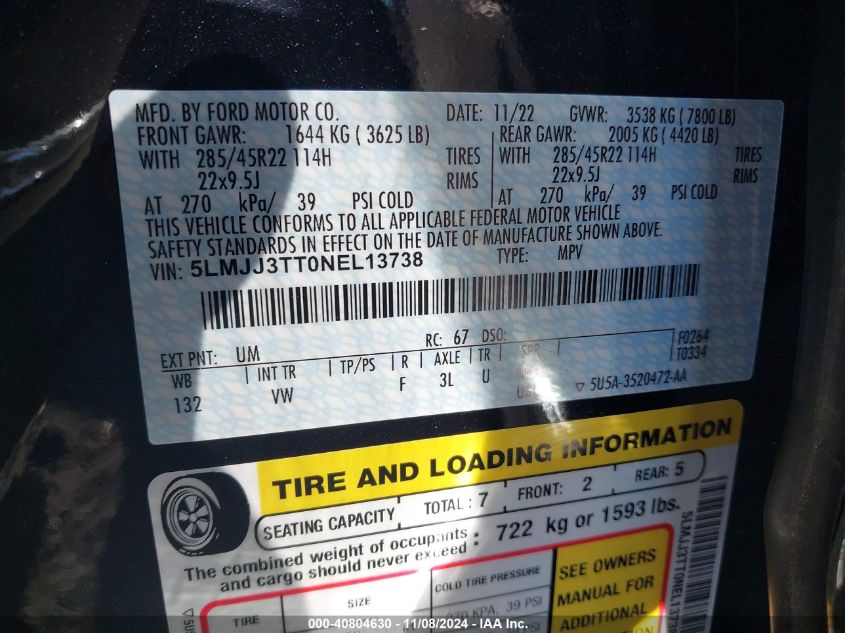 MFD. BY FORD MOTOR CO. DATE: 11/22 GVWR: 3538 KG ( 7800 LB)
FRONT GAWR: 1644 KG ( 3625 LB) REAR GAWR: 2005 KG ( 4420 LB)
WITH 285/45R22 114H TIRES WITH 285/45R22 114H TIRES
22x9.5J RIMS 22x9.5J RIMS
AT 270 kPa/ 39 PSI COLD AT 270 kPa/ 39 PSI COLD
THIS VEHICLE CONFORMS TO ALL APPLICABLE FEDERAL MOTOR VEHICLE
SAFETY STANDARDS IN EFFECT ON THE DATE OF MANUFACTURE SHOWN ABOVE.
VIN: 5LMJJ3TT0NEL13738 TYPE: MPV
EXT PNT: UM RC: 67 DSO: F0264
T0334
WB INT TR TP/PS R AXLE TR SPR
132 VW F 3L U
▽ 5U5A-3520472-AA
TIRE AND LOADING INFORMATION
SEATING CAPACITY TOTAL : 7 FRONT: 2 REAR: 5
The combined weight of occupants : 722 kg or 1593 lbs.
and cargo should never exceed
TIRE SIZE COLD TIRE PRESSURE
KPA, 39 PSI
SEE OWNERS
MANUAL FOR
ADDITIONAL
5LMJJ3TT0NEL1373
000-40804630 - 11/08/2024 - IAA Inc.